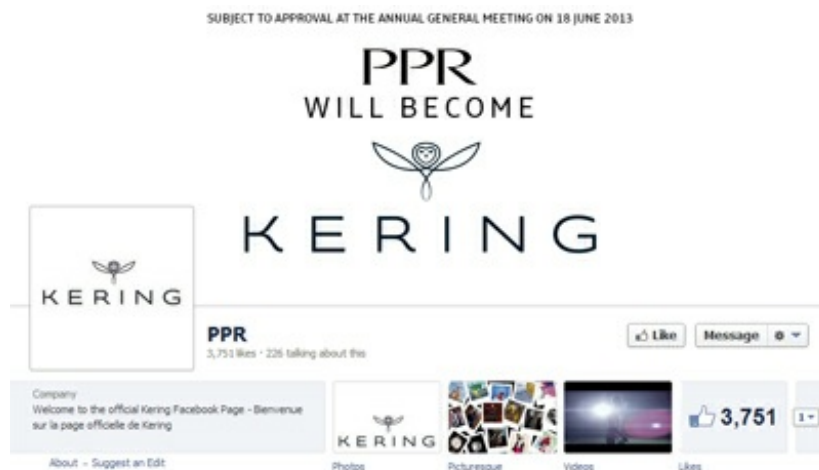 SUBJECT TO APPROVAL AT THE ANNUAL GENERAL MEETING ON 18 JUNE 2013
PPR
WILL BECOME
KERING
KERING
PPR
3,751 likes · 226 talking about this
Like
Message
Company
Welcome to the official Kering Facebook Page - Bienvenue
sur la page officielle de Kering
About - Suggest an Edit
KERING
Photos
Picturesque
Videos
3,751
Likes
1